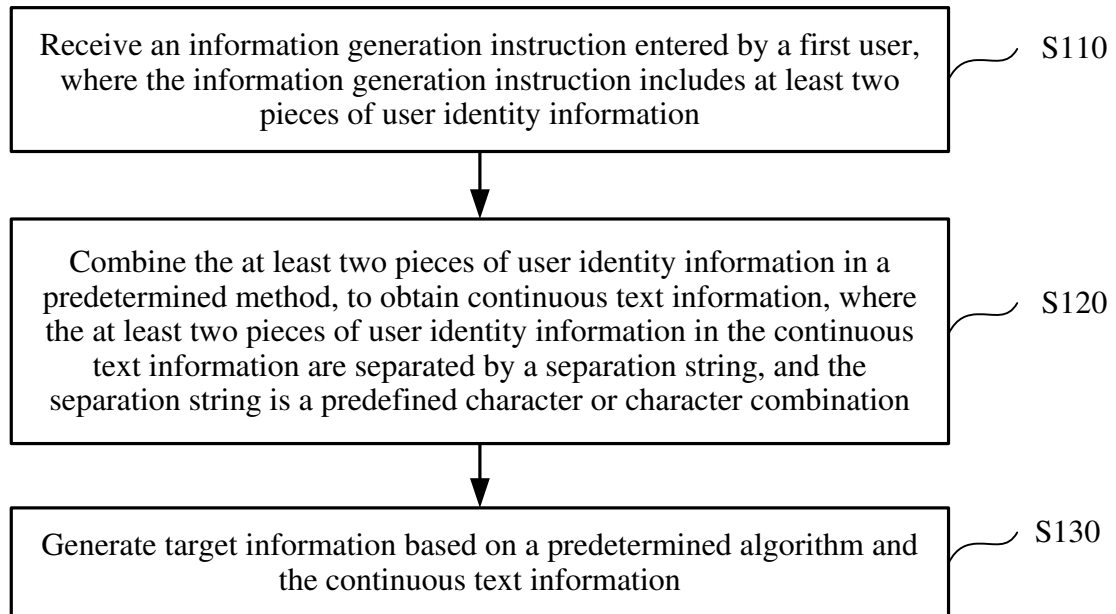 Receive an information generation instruction entered by a first user,
where the information generation instruction includes at least two
pieces of user identity information
S110
Combine the at least two pieces of user identity information in a
predetermined method, to obtain continuous text information, where
the at least two pieces of user identity information in the continuous
text information are separated by a separation string, and the
separation string is a predefined character or character combination
S120
Generate target information based on a predetermined algorithm and
the continuous text information
S130